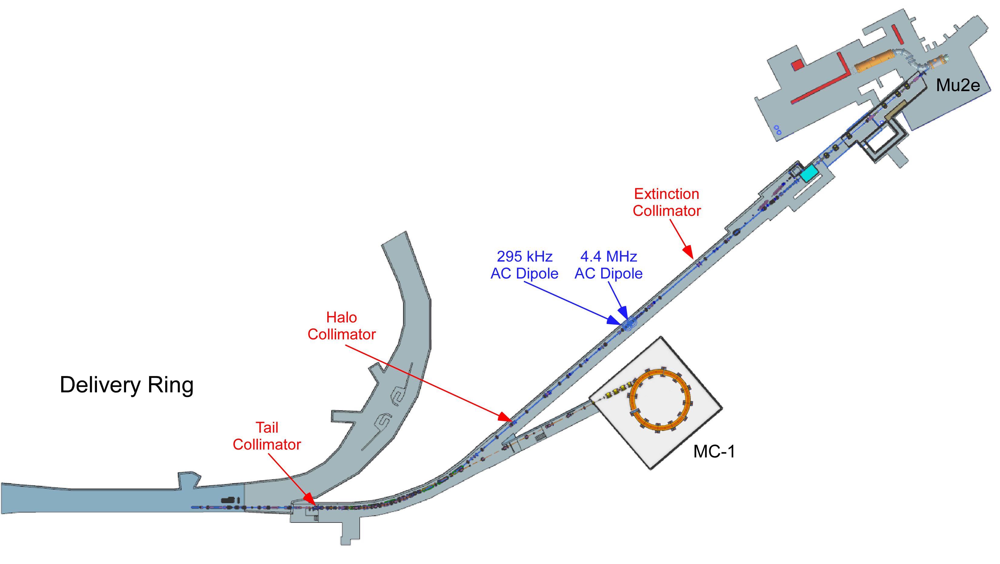 Mu2e
Extinction
Collimator
295 kHz
AC Dipole
4.4 MHz
AC Dipole
Halo
Collimator
Delivery Ring
Tail
Collimator
MC-1